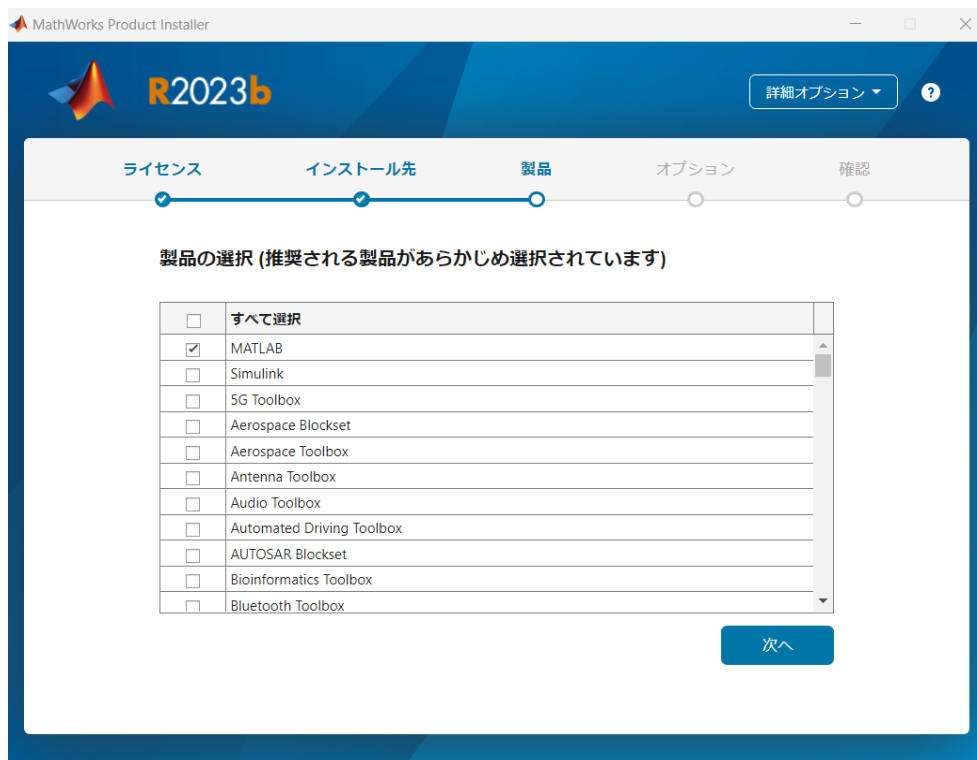 MathWorks Product Installer
R2023b
詳細オプション
?
ライセンス インストール先 製品 オプション 確認
製品の選択 (推奨される製品があらかじめ選択されています)
すべて選択
MATLAB
Simulink
5G Toolbox
Aerospace Blockset
Aerospace Toolbox
Antenna Toolbox
Audio Toolbox
Automated Driving Toolbox
AUTOSAR Blockset
Bioinformatics Toolbox
Bluetooth Toolbox
次へ